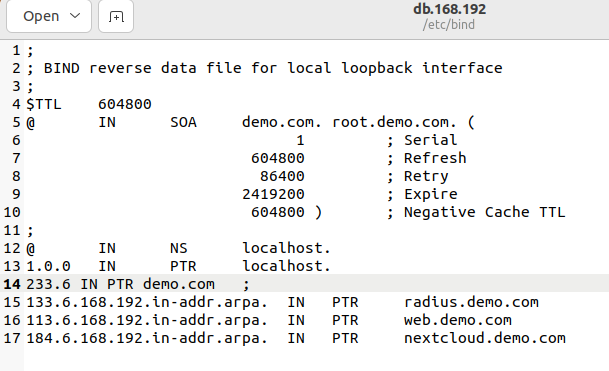 Open
db.168.192
/etc/bind
1 ;
2 ; BIND reverse data file for local loopback interface
3 ;
4 $TTL    604800
5 @       IN      SOA     demo.com. root.demo.com. (
6                               1         ; Serial
7                          604800         ; Refresh
8                           86400         ; Retry
9                         2419200         ; Expire
10                         604800 )       ; Negative Cache TTL
11 ;
12 @       IN      NS      localhost.
13 1.0.0   IN      PTR     localhost.
14 233.6 IN PTR demo.com   ;
15 133.6.168.192.in-addr.arpa.  IN   PTR     radius.demo.com
16 113.6.168.192.in-addr.arpa.  IN   PTR     web.demo.com
17 184.6.168.192.in-addr.arpa.  IN   PTR     nextcloud.demo.com